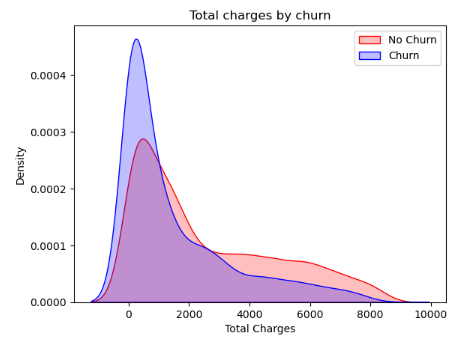 Total charges by churn
No Churn
Churn
Density
0.0004
0.0003
0.0002
0.0001
0.0000
0
2000
4000
6000
8000
10000
Total Charges